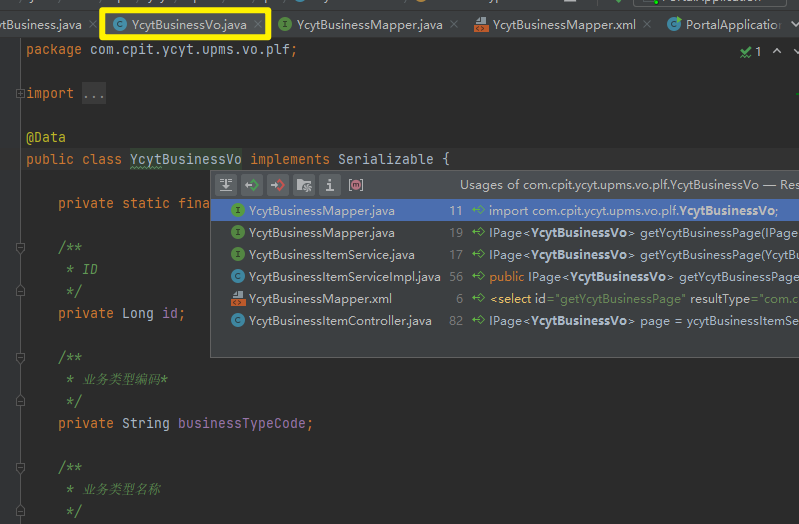 ytBusiness.java
YcytBusinessVo.java
YcytBusinessMapper.java
YcytBusinessMapper.xml
PortalApplication
package com.cpit.ycyt.upms.vo.plf;
1
import ...
@Data
public class YcytBusinessVo implements Serializable {
Usages of com.cpit.ycyt.upms.vo.plf.YcytBusinessVo — Res
private static fina
YcytBusinessMapper.java 11 import com.cpit.ycyt.upms.vo.plf.YcytBusinessVo;
YcytBusinessMapper.java 19 IPage<YcytBusinessVo> getYcytBusinessPage(IPage
/**
YcytBusinessItemService.java 17 IPage<YcytBusinessVo> getYcytBusinessPage(YcytB
* ID
YcytBusinessItemServiceImpl.java 56 public IPage<YcytBusinessVo> getYcytBusinessPage
*/
YcytBusinessMapper.xml 6 <select id="getYcytBusinessPage" resultType="com.c
private Long id;
YcytBusinessItemController.java 82 IPage<YcytBusinessVo> page = ycytBusinessItemSe
/**
* 业务类型编码*
*/
private String businessTypeCode;
/**
* 业务类型名称
*/